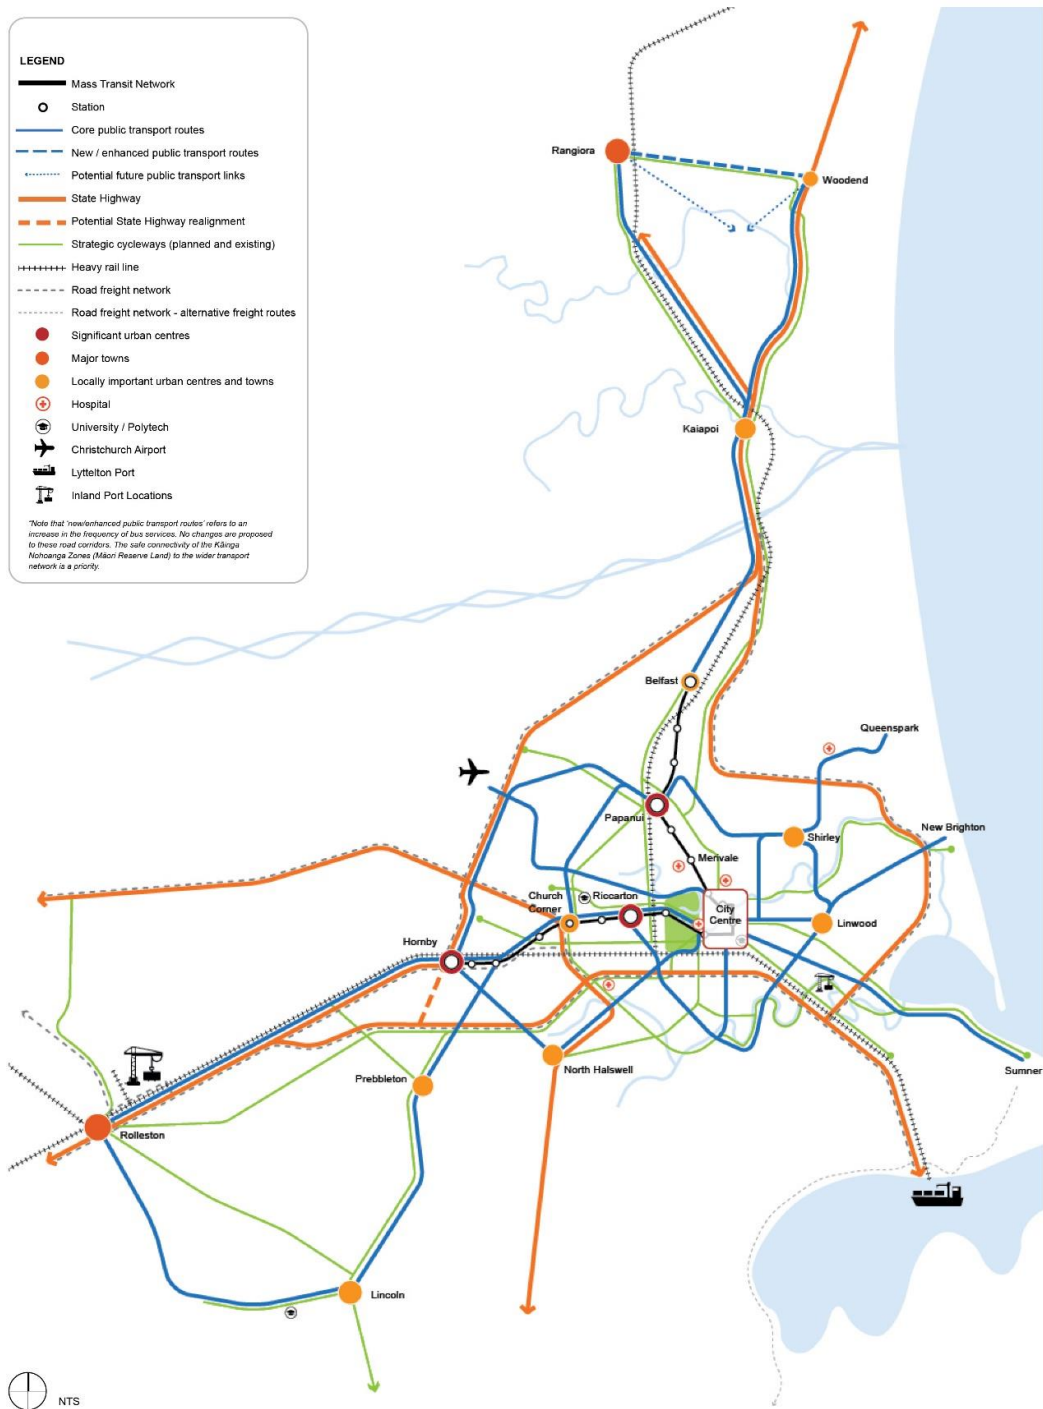 LEGEND
Mass Transit Network
Station
Core public transport routes
New / enhanced public transport routes
Potential future public transport links
State Highway
Potential State Highway realignment
Strategic cycleways (planned and existing)
Heavy rail line
Road freight network
Road freight network - alternative freight routes
Significant urban centres
Major towns
Locally important urban centres and towns
Hospital
University / Polytech
Christchurch Airport
Lyttelton Port
Inland Port Locations
"Note that 'new/enhanced public transport routes' refers to an
increase in the frequency of bus services. No changes are proposed
to these road corridors. The safe connectivity of the Kāinga
Nohoanga Zones (Māori Reserve Land) to the wider transport
network is a priority.
Rangiora
Woodend
Kaiapoi
Belfast
Queenspark
Papanui
Shirley
New Brighton
Merivale
Church
Corner
Riccarton
City
Centre
Linwood
Hornby
North Halswell
Sumner
Prebbleton
Rolleston
Lincoln
NTS